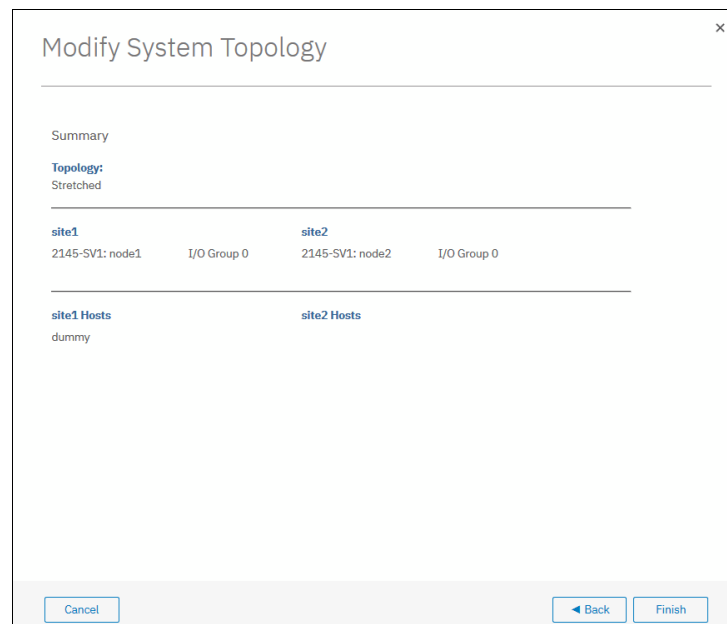 ×
Modify System Topology
Summary
Topology:
Stretched
site1 site2
2145-SV1: node1 I/O Group 0 2145-SV1: node2 I/O Group 0
site1 Hosts site2 Hosts
dummy
Cancel ◄ Back Finish